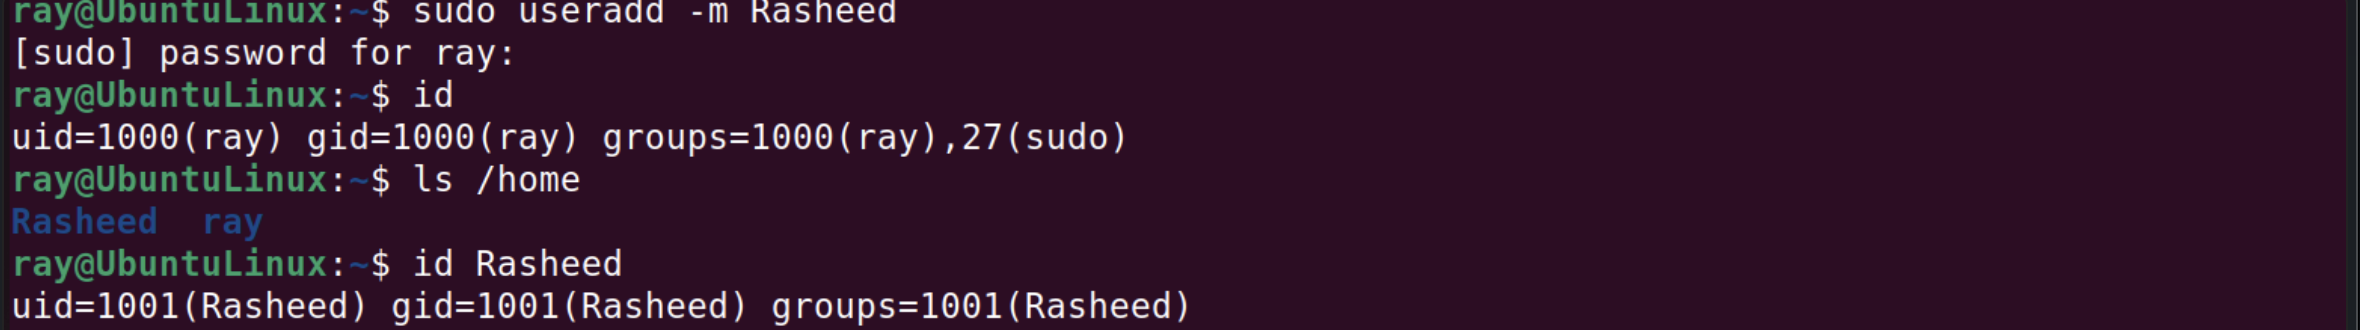 ray@UbuntuLinux:~$ sudo useradd -m Rasheed
[sudo] password for ray:
ray@UbuntuLinux:~$ id
uid=1000(ray) gid=1000(ray) groups=1000(ray),27(sudo)
ray@UbuntuLinux:~$ ls /home
Rasheed  ray
ray@UbuntuLinux:~$ id Rasheed
uid=1001(Rasheed) gid=1001(Rasheed) groups=1001(Rasheed)